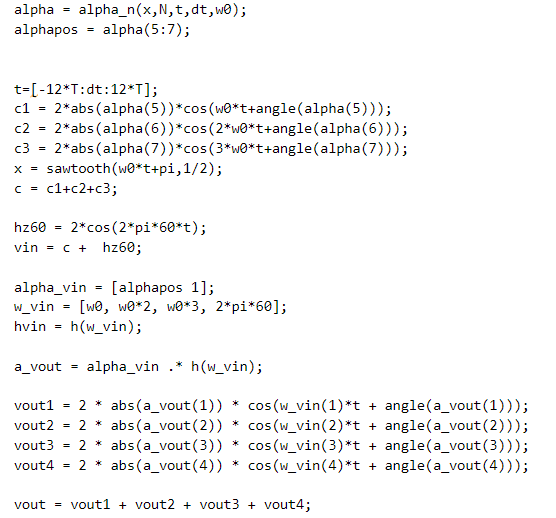 alpha = alpha_n(x,N,t,dt,w0);
alphapos = alpha(5:7);
t=[-12*T:dt:12*T];
c1 = 2*abs(alpha(5))*cos(w0*t+angle(alpha(5)));
c2 = 2*abs(alpha(6))*cos(2*w0*t+angle(alpha(6)));
c3 = 2*abs(alpha(7))*cos(3*w0*t+angle(alpha(7)));
x = sawtooth(w0*t+pi,1/2);
c = c1+c2+c3;
hz60 = 2*cos(2*pi*60*t);
vin = c +  hz60;
alpha_vin = [alphapos 1];
w_vin = [w0, w0*2, w0*3, 2*pi*60];
hvin = h(w_vin);
a_vout = alpha_vin .* h(w_vin);
vout1 = 2 * abs(a_vout(1)) * cos(w_vin(1)*t + angle(a_vout(1)));
vout2 = 2 * abs(a_vout(2)) * cos(w_vin(2)*t + angle(a_vout(2)));
vout3 = 2 * abs(a_vout(3)) * cos(w_vin(3)*t + angle(a_vout(3)));
vout4 = 2 * abs(a_vout(4)) * cos(w_vin(4)*t + angle(a_vout(4)));
vout = vout1 + vout2 + vout3 + vout4;